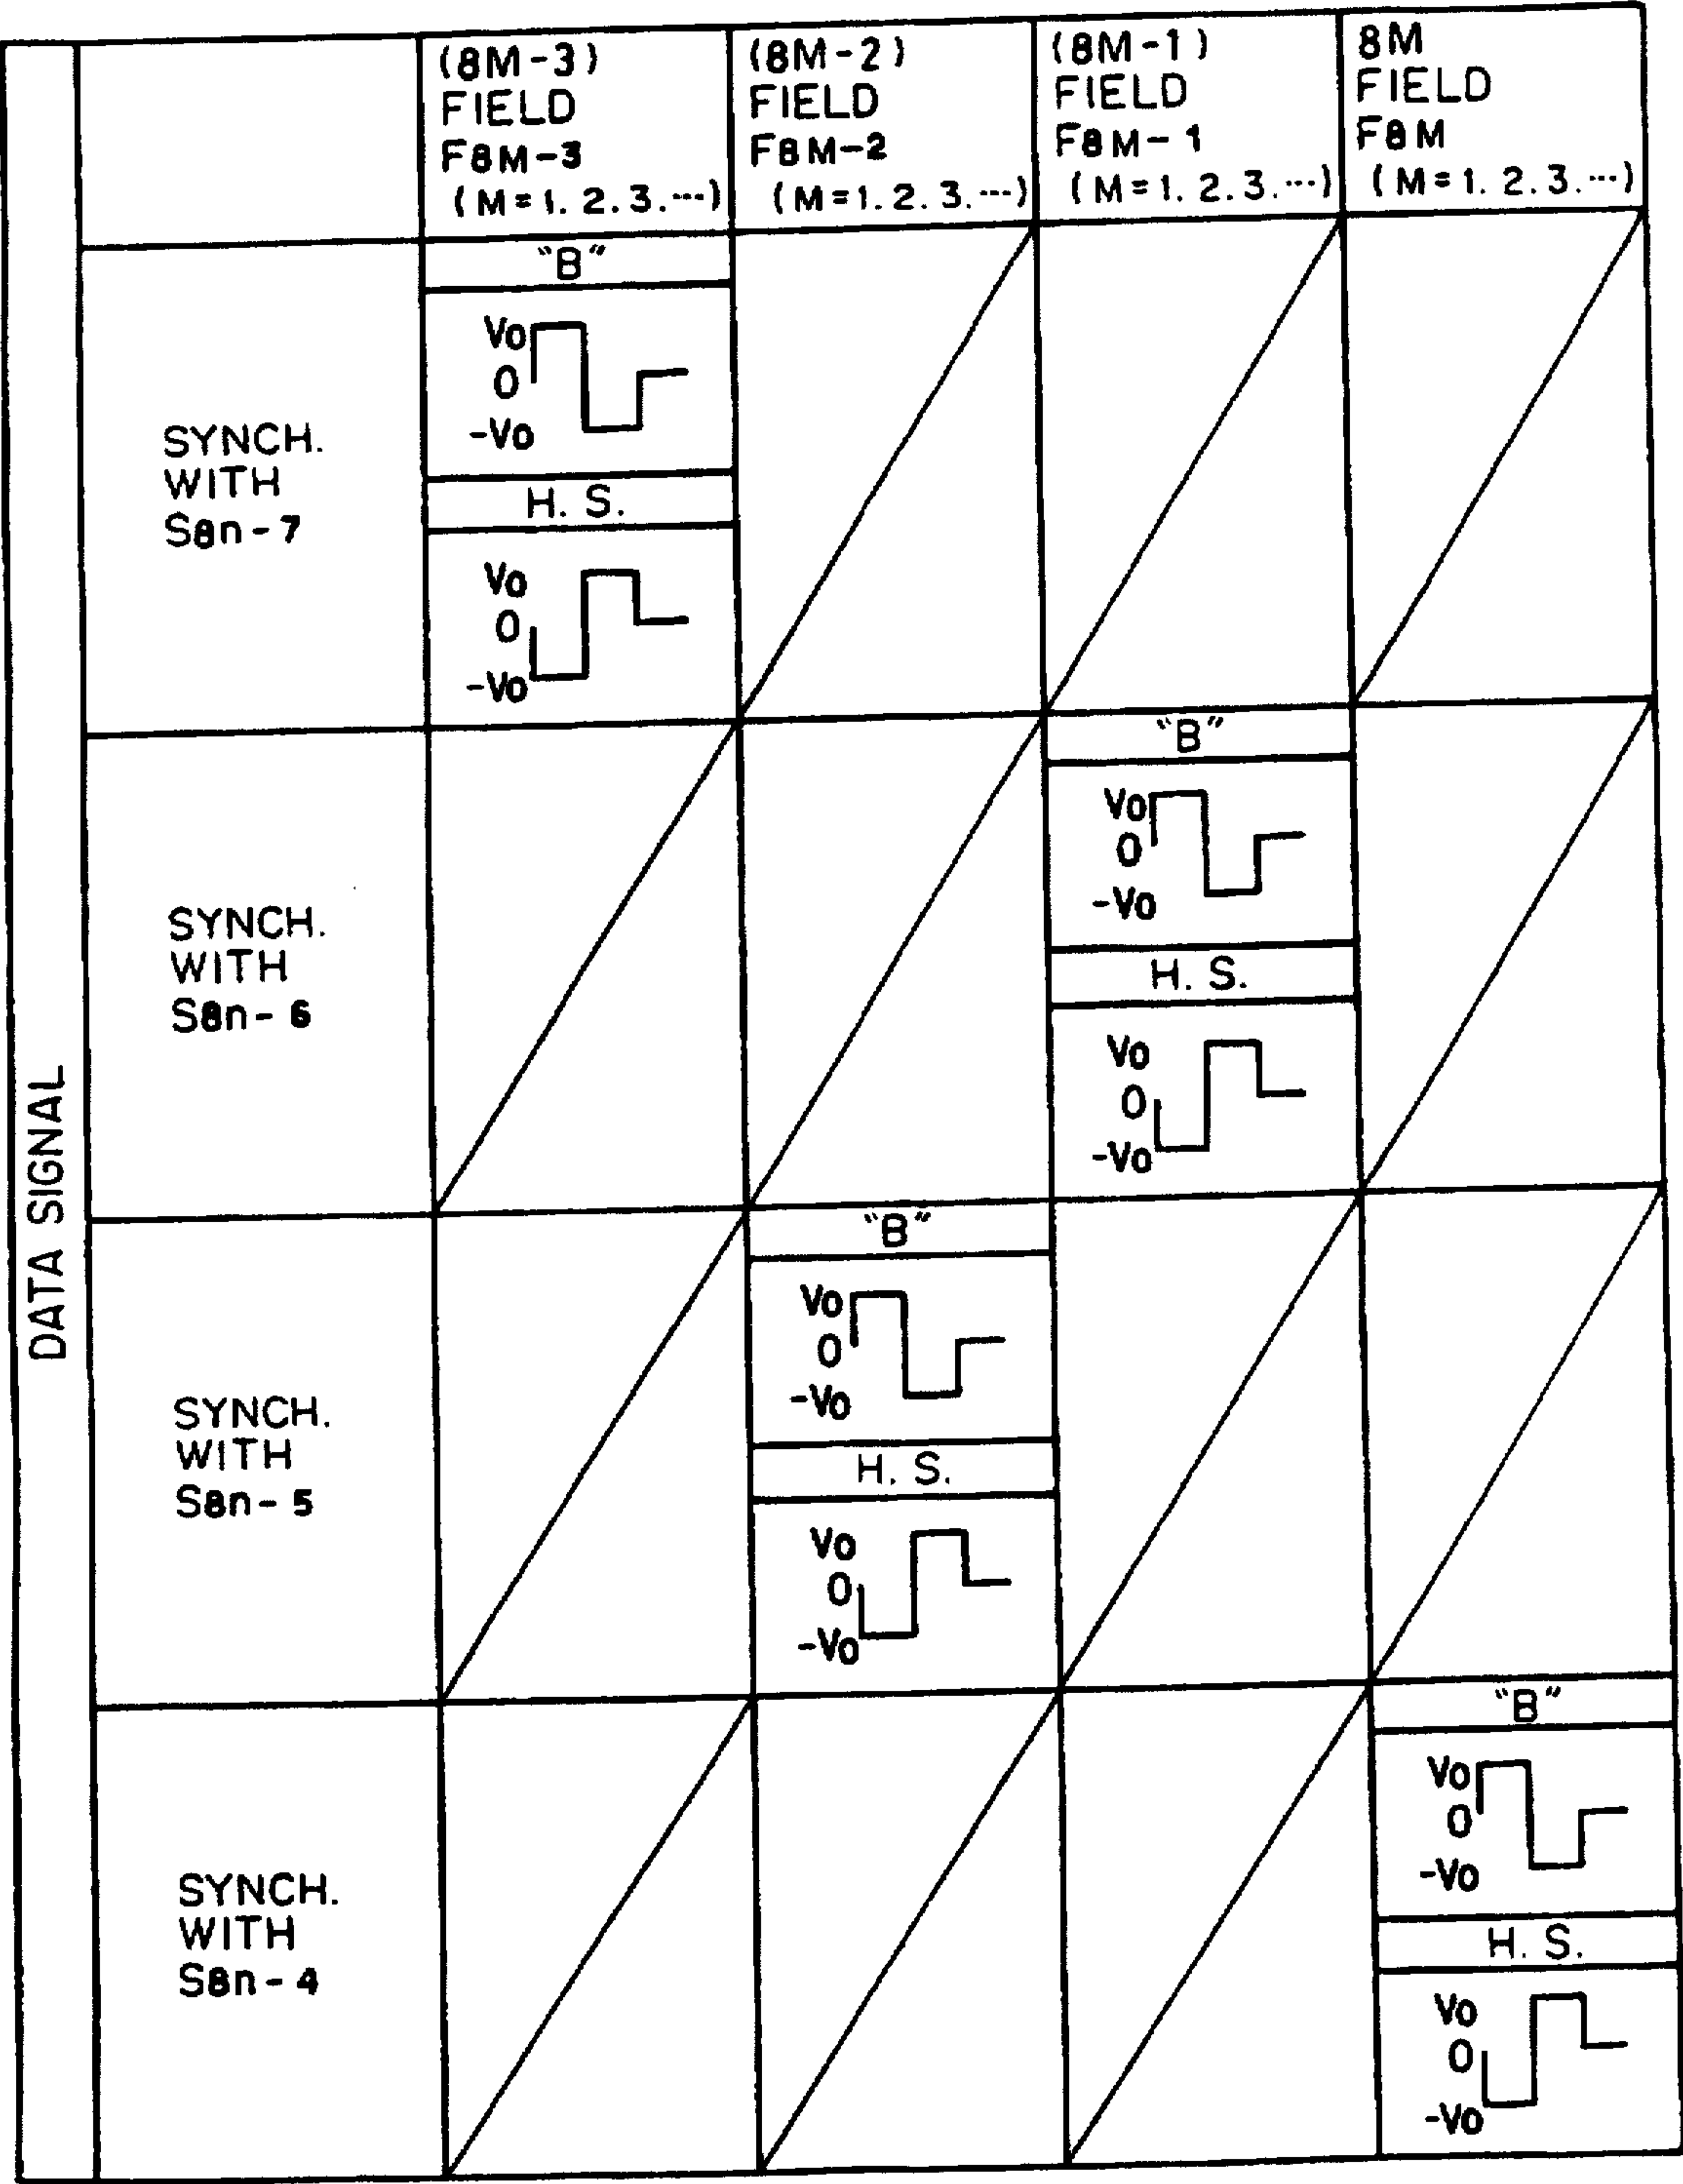 (8M-3)
FIELD
F8M-3
(M=1.2.3.…)
(8M-2)
FIELD
F8M-2
(M=1.2.3.…)
(8M-1)
FIELD
F8M-1
(M=1.2.3.…)
8M
FIELD
F8M
(M=1.2.3.…)
DATA SIGNAL
SYNCH.
WITH
S8n-7
"B"
Vo
0
-Vo
H. S.
Vo
0
-Vo
SYNCH.
WITH
S8n-6
"B"
Vo
0
-Vo
H. S.
Vo
0
-Vo
SYNCH.
WITH
S8n-5
"B"
Vo
0
-Vo
H. S.
Vo
0
-Vo
SYNCH.
WITH
S8n-4
"B"
Vo
0
-Vo
H. S.
Vo
0
-Vo